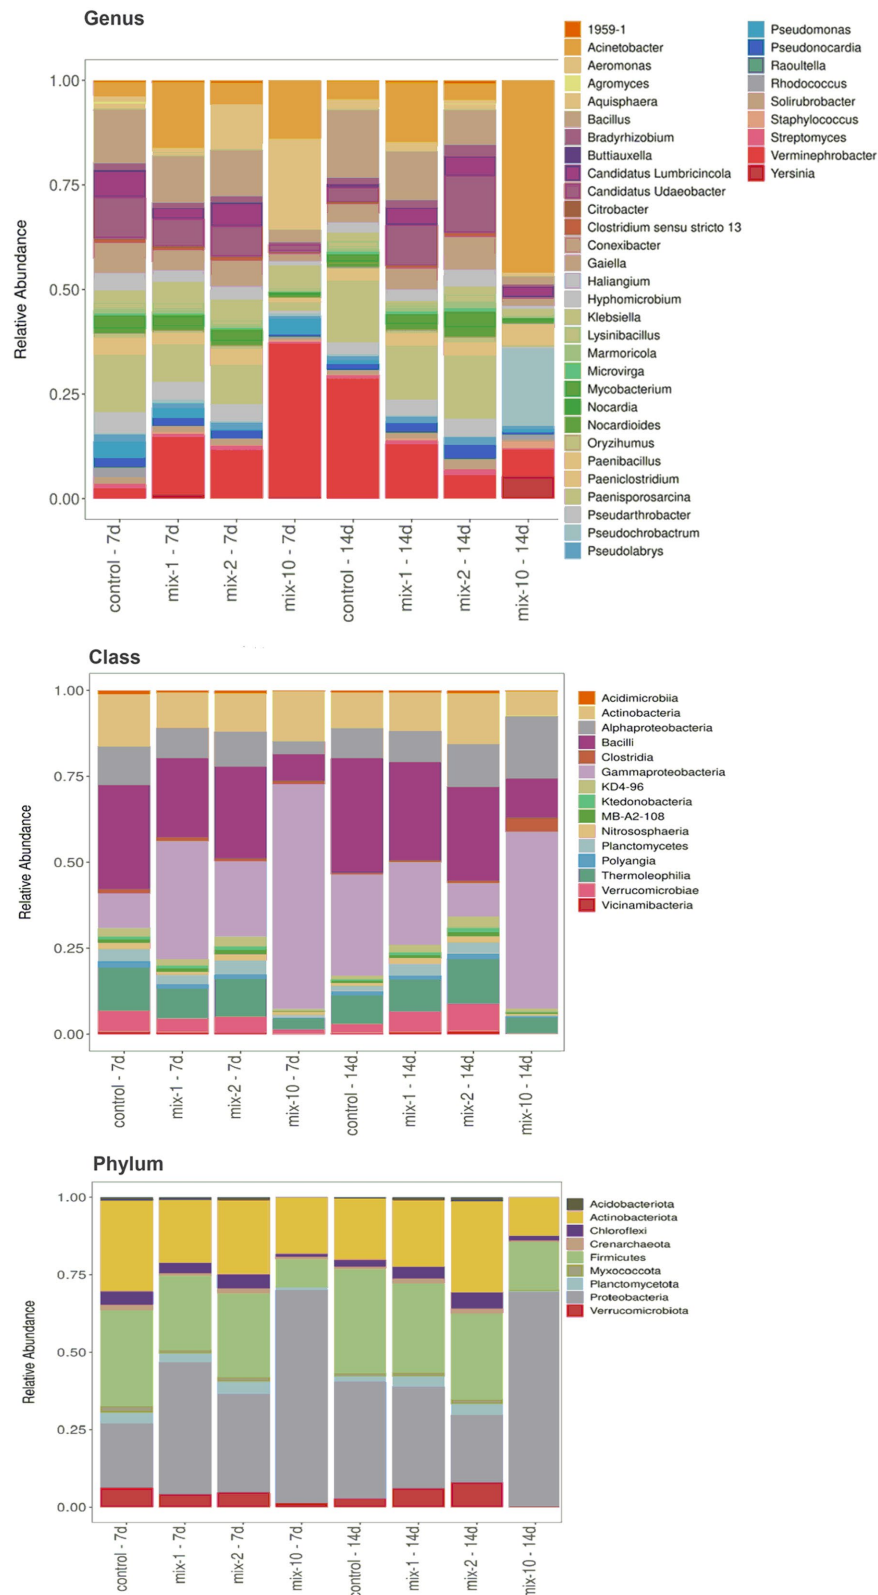 Genus
Relative Abundance
1.00
0.75
0.50
0.25
0.00
control - 7d
mix-1 - 7d
mix-2 - 7d
mix-10 - 7d
control - 14d
mix-1 - 14d
mix-2 - 14d
mix-10 - 14d
1959-1
Acinetobacter
Aeromonas
Agromyces
Aquisphaera
Bacillus
Bradyrhizobium
Buttiauxella
Candidatus Lumbricincola
Candidatus Udaeobacter
Citrobacter
Clostridium sensu stricto 13
Conexibacter
Gaiella
Haliangium
Hyphomicrobium
Klebsiella
Lysinibacillus
Marmoricola
Microvirga
Mycobacterium
Nocardia
Nocardioides
Oryzihumus
Paenibacillus
Paeniclostridium
Paenisporosarcina
Pseudarthrobacter
Pseudochrobactrum
Pseudolabrys
Pseudomonas
Pseudonocardia
Raoultella
Rhodococcus
Solirubrobacter
Staphylococcus
Streptomyces
Verminephrobacter
Yersinia
Class
Relative Abundance
1.00
0.75
0.50
0.25
0.00
control - 7d
mix-1 - 7d
mix-2 - 7d
mix-10 - 7d
control - 14d
mix-1 - 14d
mix-2 - 14d
mix-10 - 14d
Acidimicrobiia
Actinobacteria
Alphaproteobacteria
Bacilli
Clostridia
Gammaproteobacteria
KD4-96
Ktedonobacteria
MB-A2-108
Nitrososphaeria
Planctomycetes
Polyangia
Thermoleophilia
Verrucomicrobiae
Vicinamibacteria
Phylum
Relative Abundance
1.00
0.75
0.50
0.25
0.00
control - 7d
mix-1 - 7d
mix-2 - 7d
mix-10 - 7d
control - 14d
mix-1 - 14d
mix-2 - 14d
mix-10 - 14d
Acidobacteriota
Actinobacteriota
Chloroflexi
Crenarchaeota
Firmicutes
Myxococcota
Planctomycetota
Proteobacteria
Verrucomicrobiota